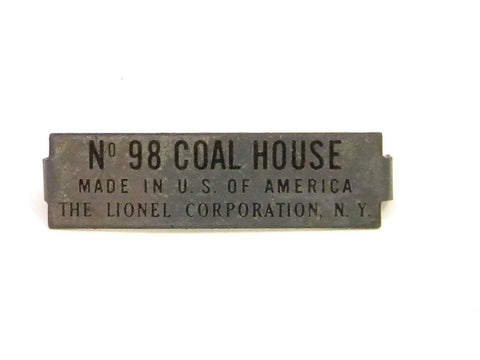 Nº 98 COAL HOUSE
MADE IN U. S. OF AMERICA
THE LIONEL CORPORATION, N. Y.